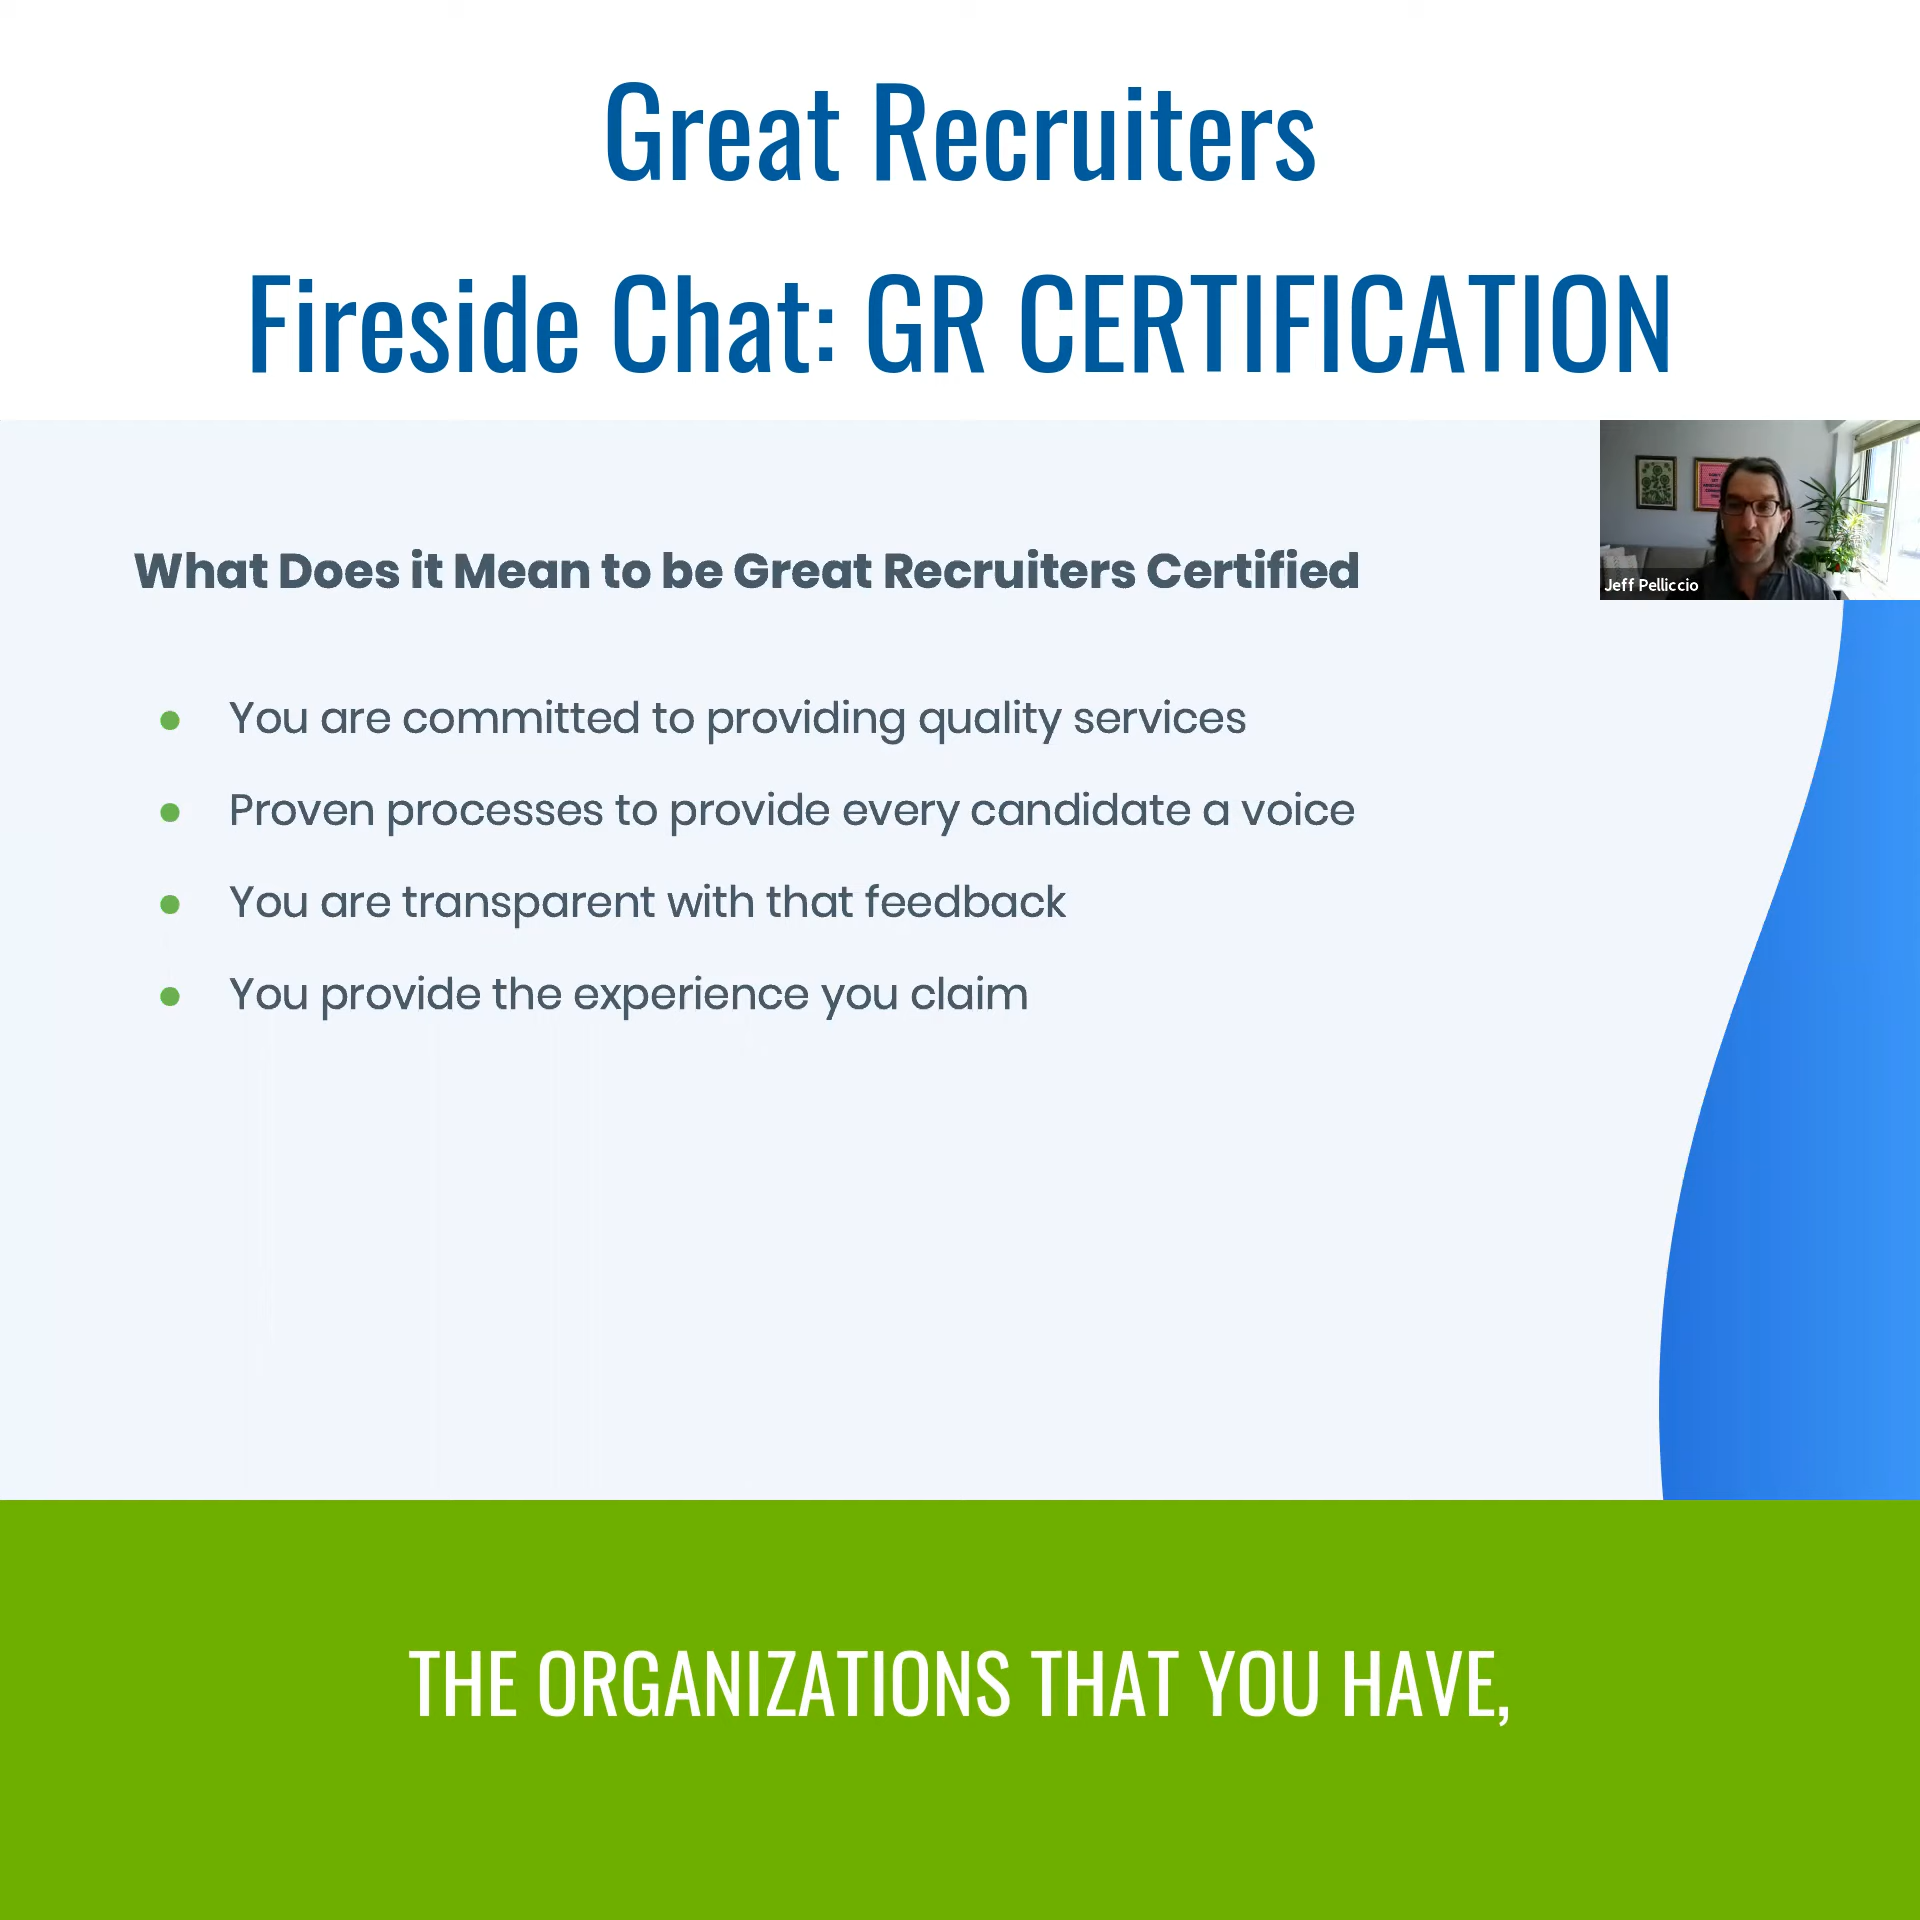 Great Recruiters
Fireside Chat: GR CERTIFICATION
Jeff Pelliccio
What Does it Mean to be Great Recruiters Certified
You are committed to providing quality services
Proven processes to provide every candidate a voice
You are transparent with that feedback
You provide the experience you claim
THE ORGANIZATIONS THAT YOU HAVE,